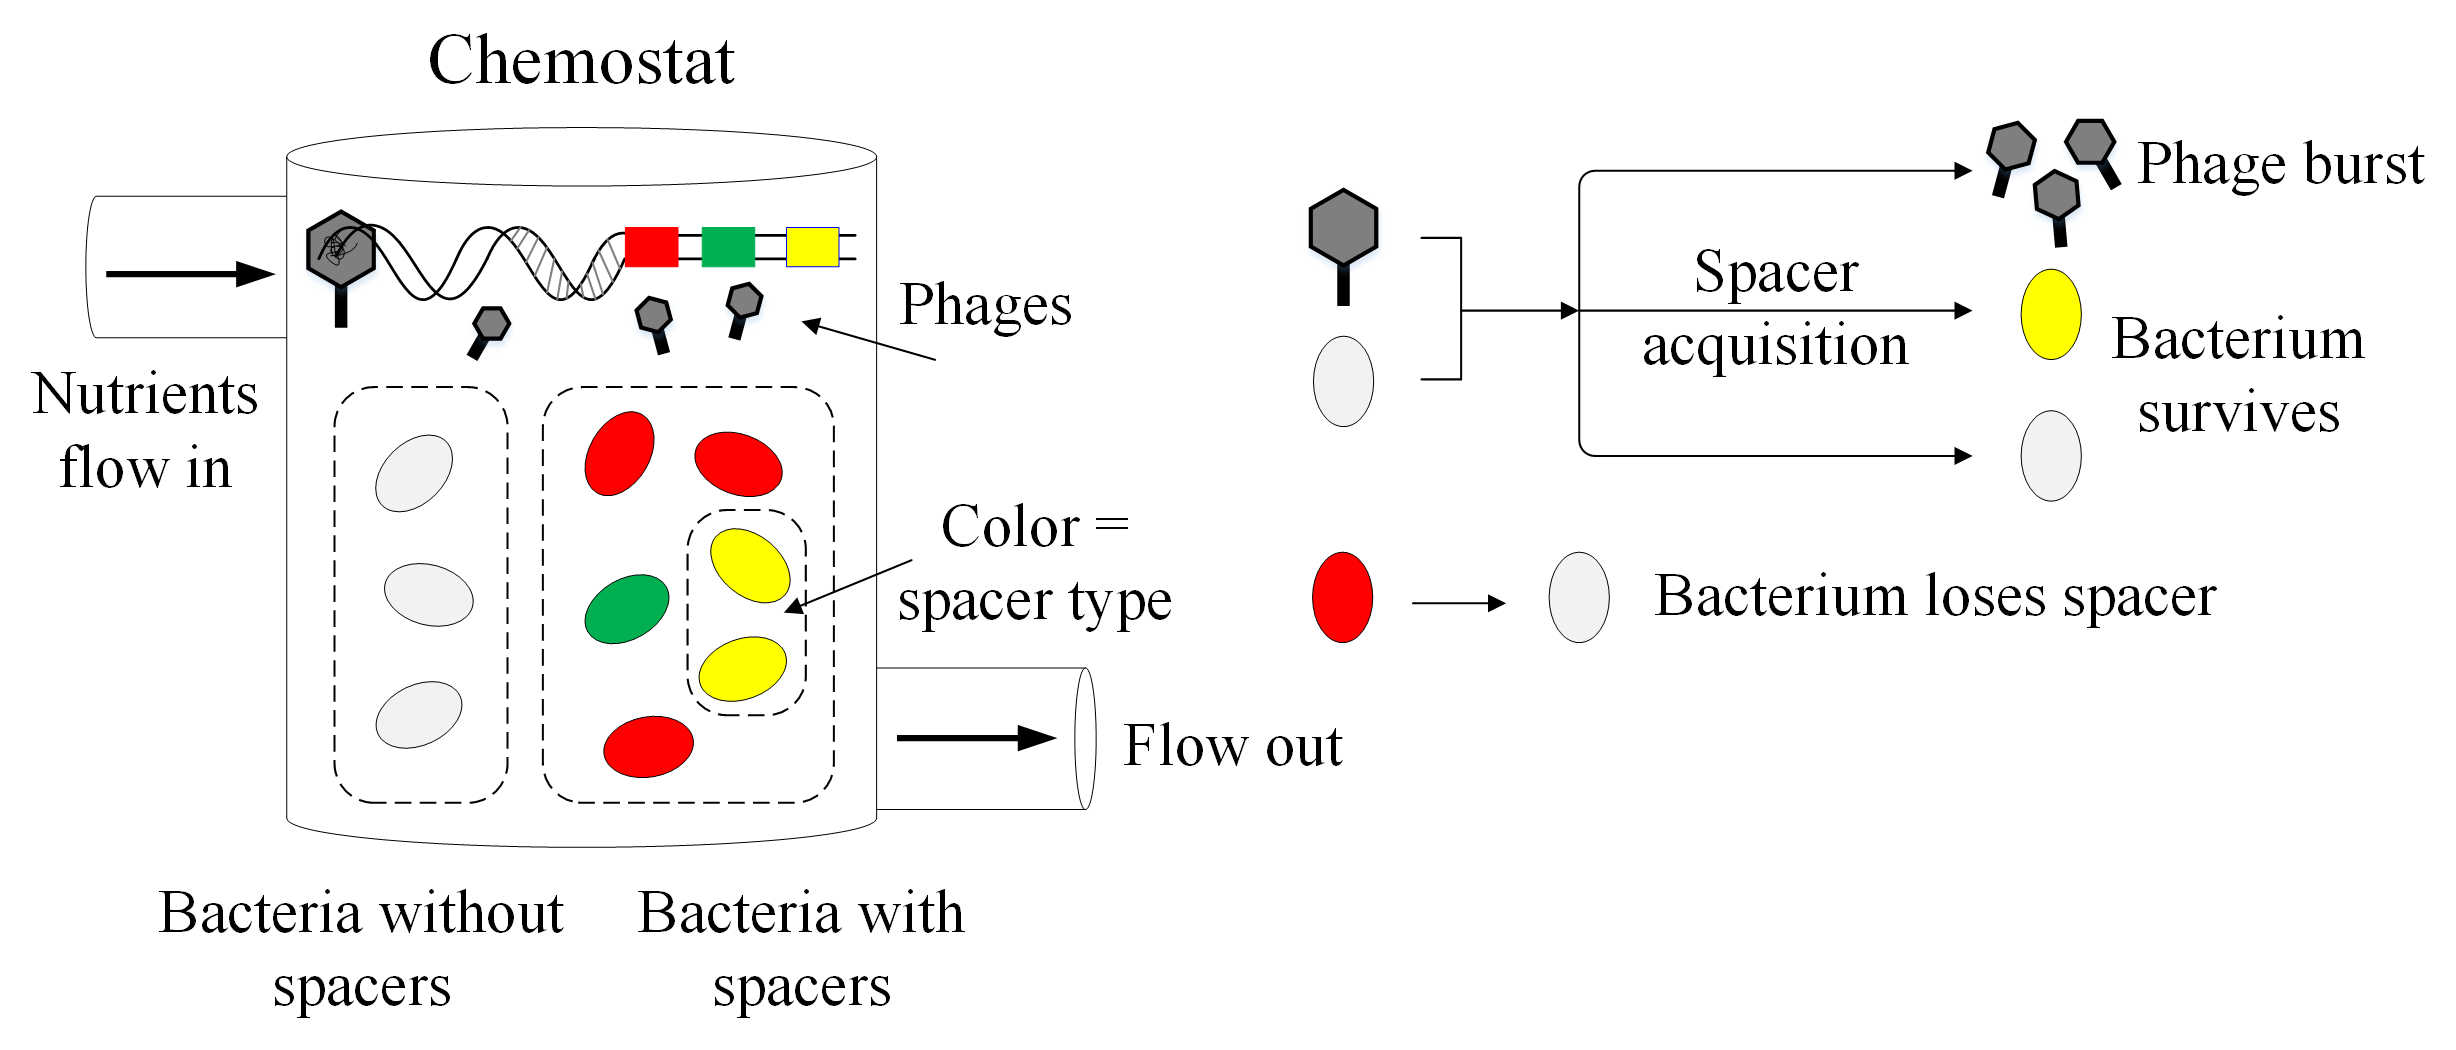 Chemostat
Nutrients
flow in
Phages
Color =
spacer type
Flow out
Bacteria without
spacers
Bacteria with
spacers
Phage burst
Spacer
acquisition
Bacterium
survives
Bacterium loses spacer